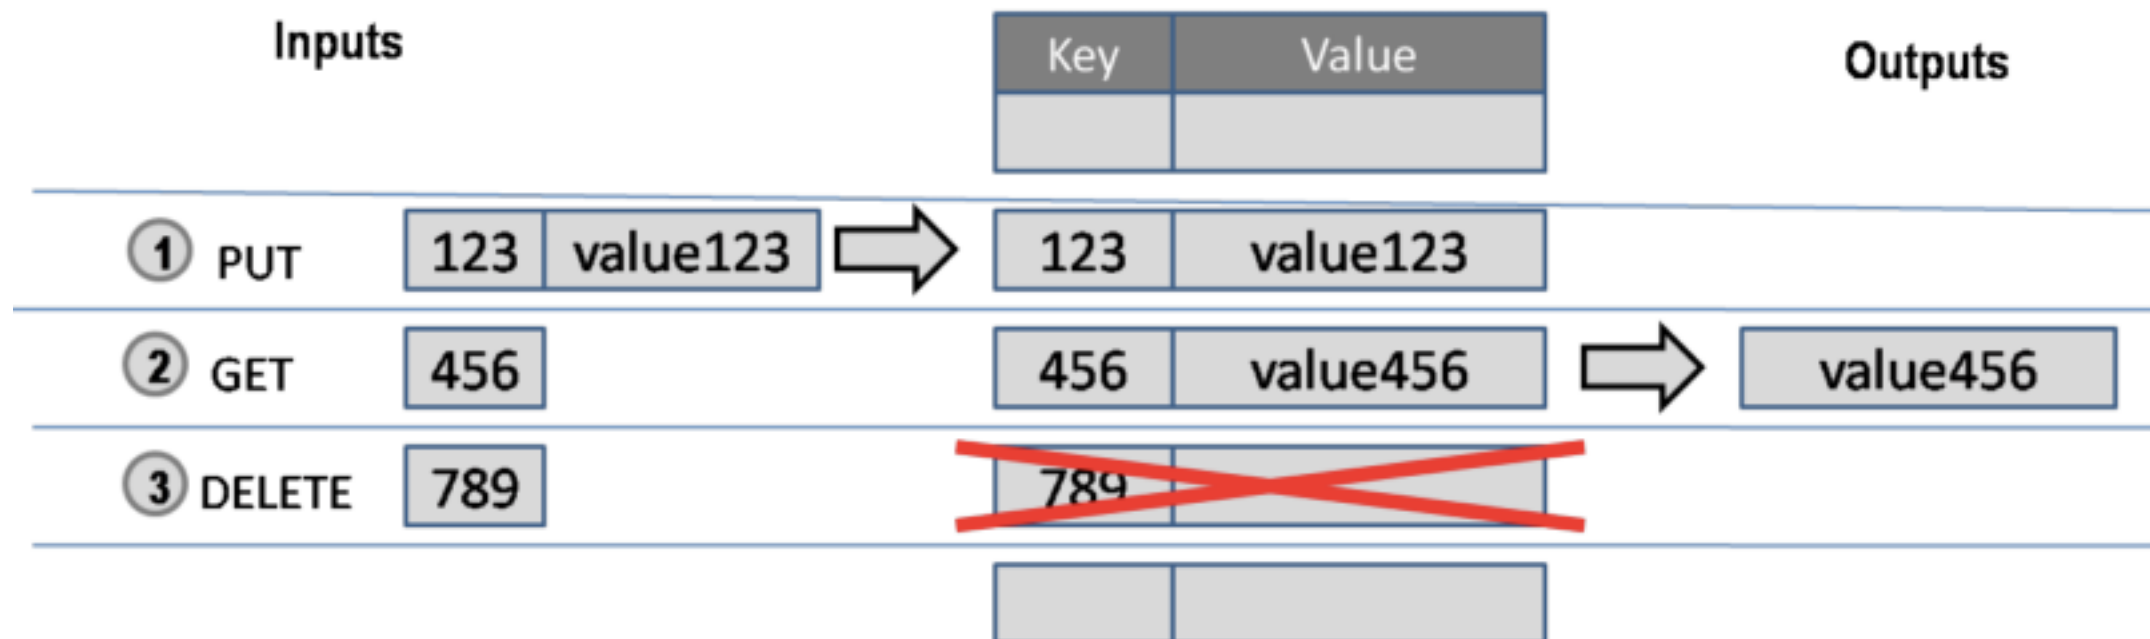 Inputs
Key Value
Outputs
1 PUT 123 value123 123 value123
2 GET 456 456 value456 value456
3 DELETE 789 789